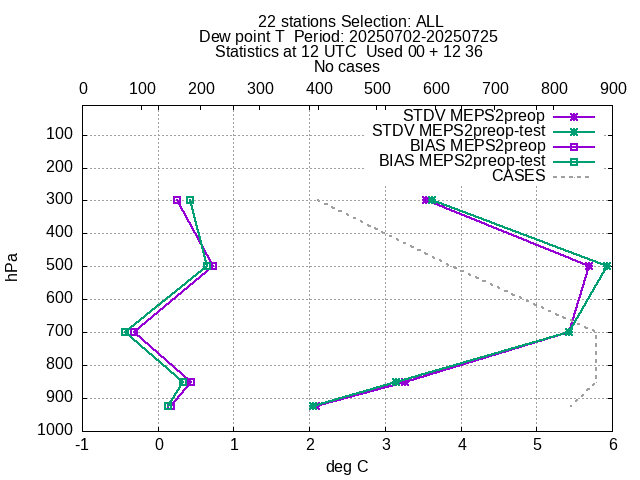 22 stations Selection: ALL
Dew point T  Period: 20250702-20250725
Statistics at 12 UTC  Used 00 + 12 36
No cases
0 100 200 300 400 500 600 700 800 900
STDV MEPS2preop
STDV MEPS2preop-test
BIAS MEPS2preop
BIAS MEPS2preop-test
CASES
100
200
300
400
500
600
700
800
900
1000
hPa
-1 0 1 2 3 4 5 6
deg C